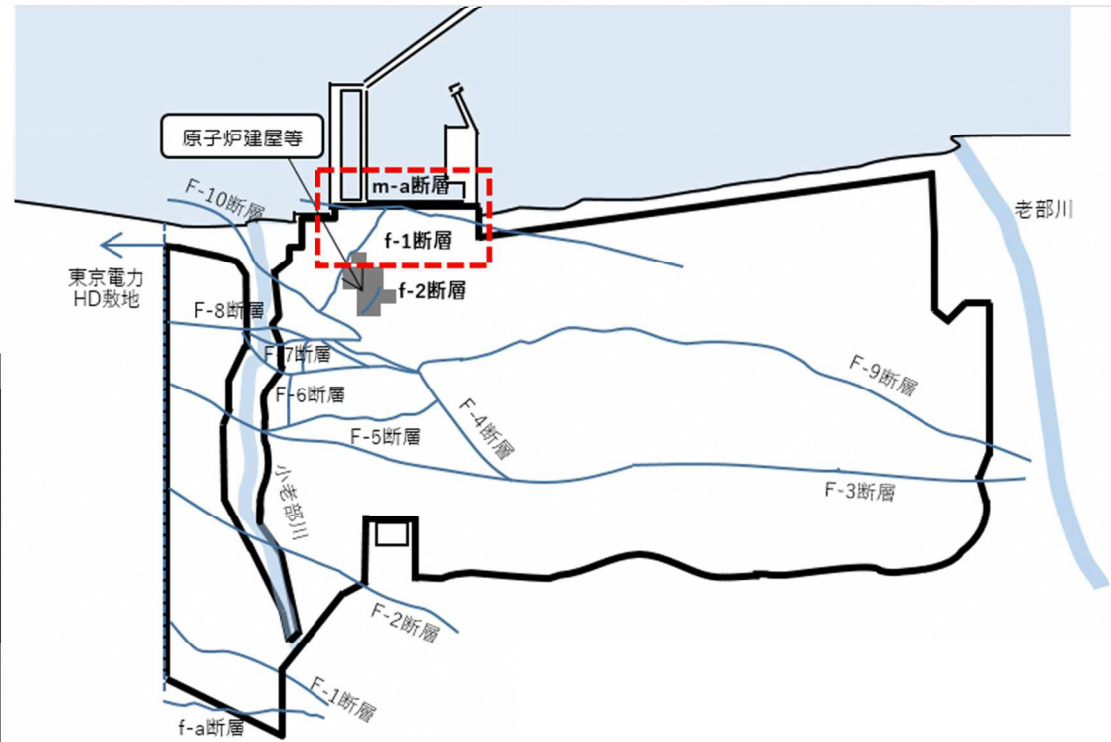 原子炉建屋等
m-a断層
F-10断層
老部川
f-1断層
東京電力
HD敷地
f-2断層
F-8断層
F-7断層
F-9断層
F-6断層
F-4断層
F-5断層
小老部川
F-3断層
F-2断層
F-1断層
f-a断層